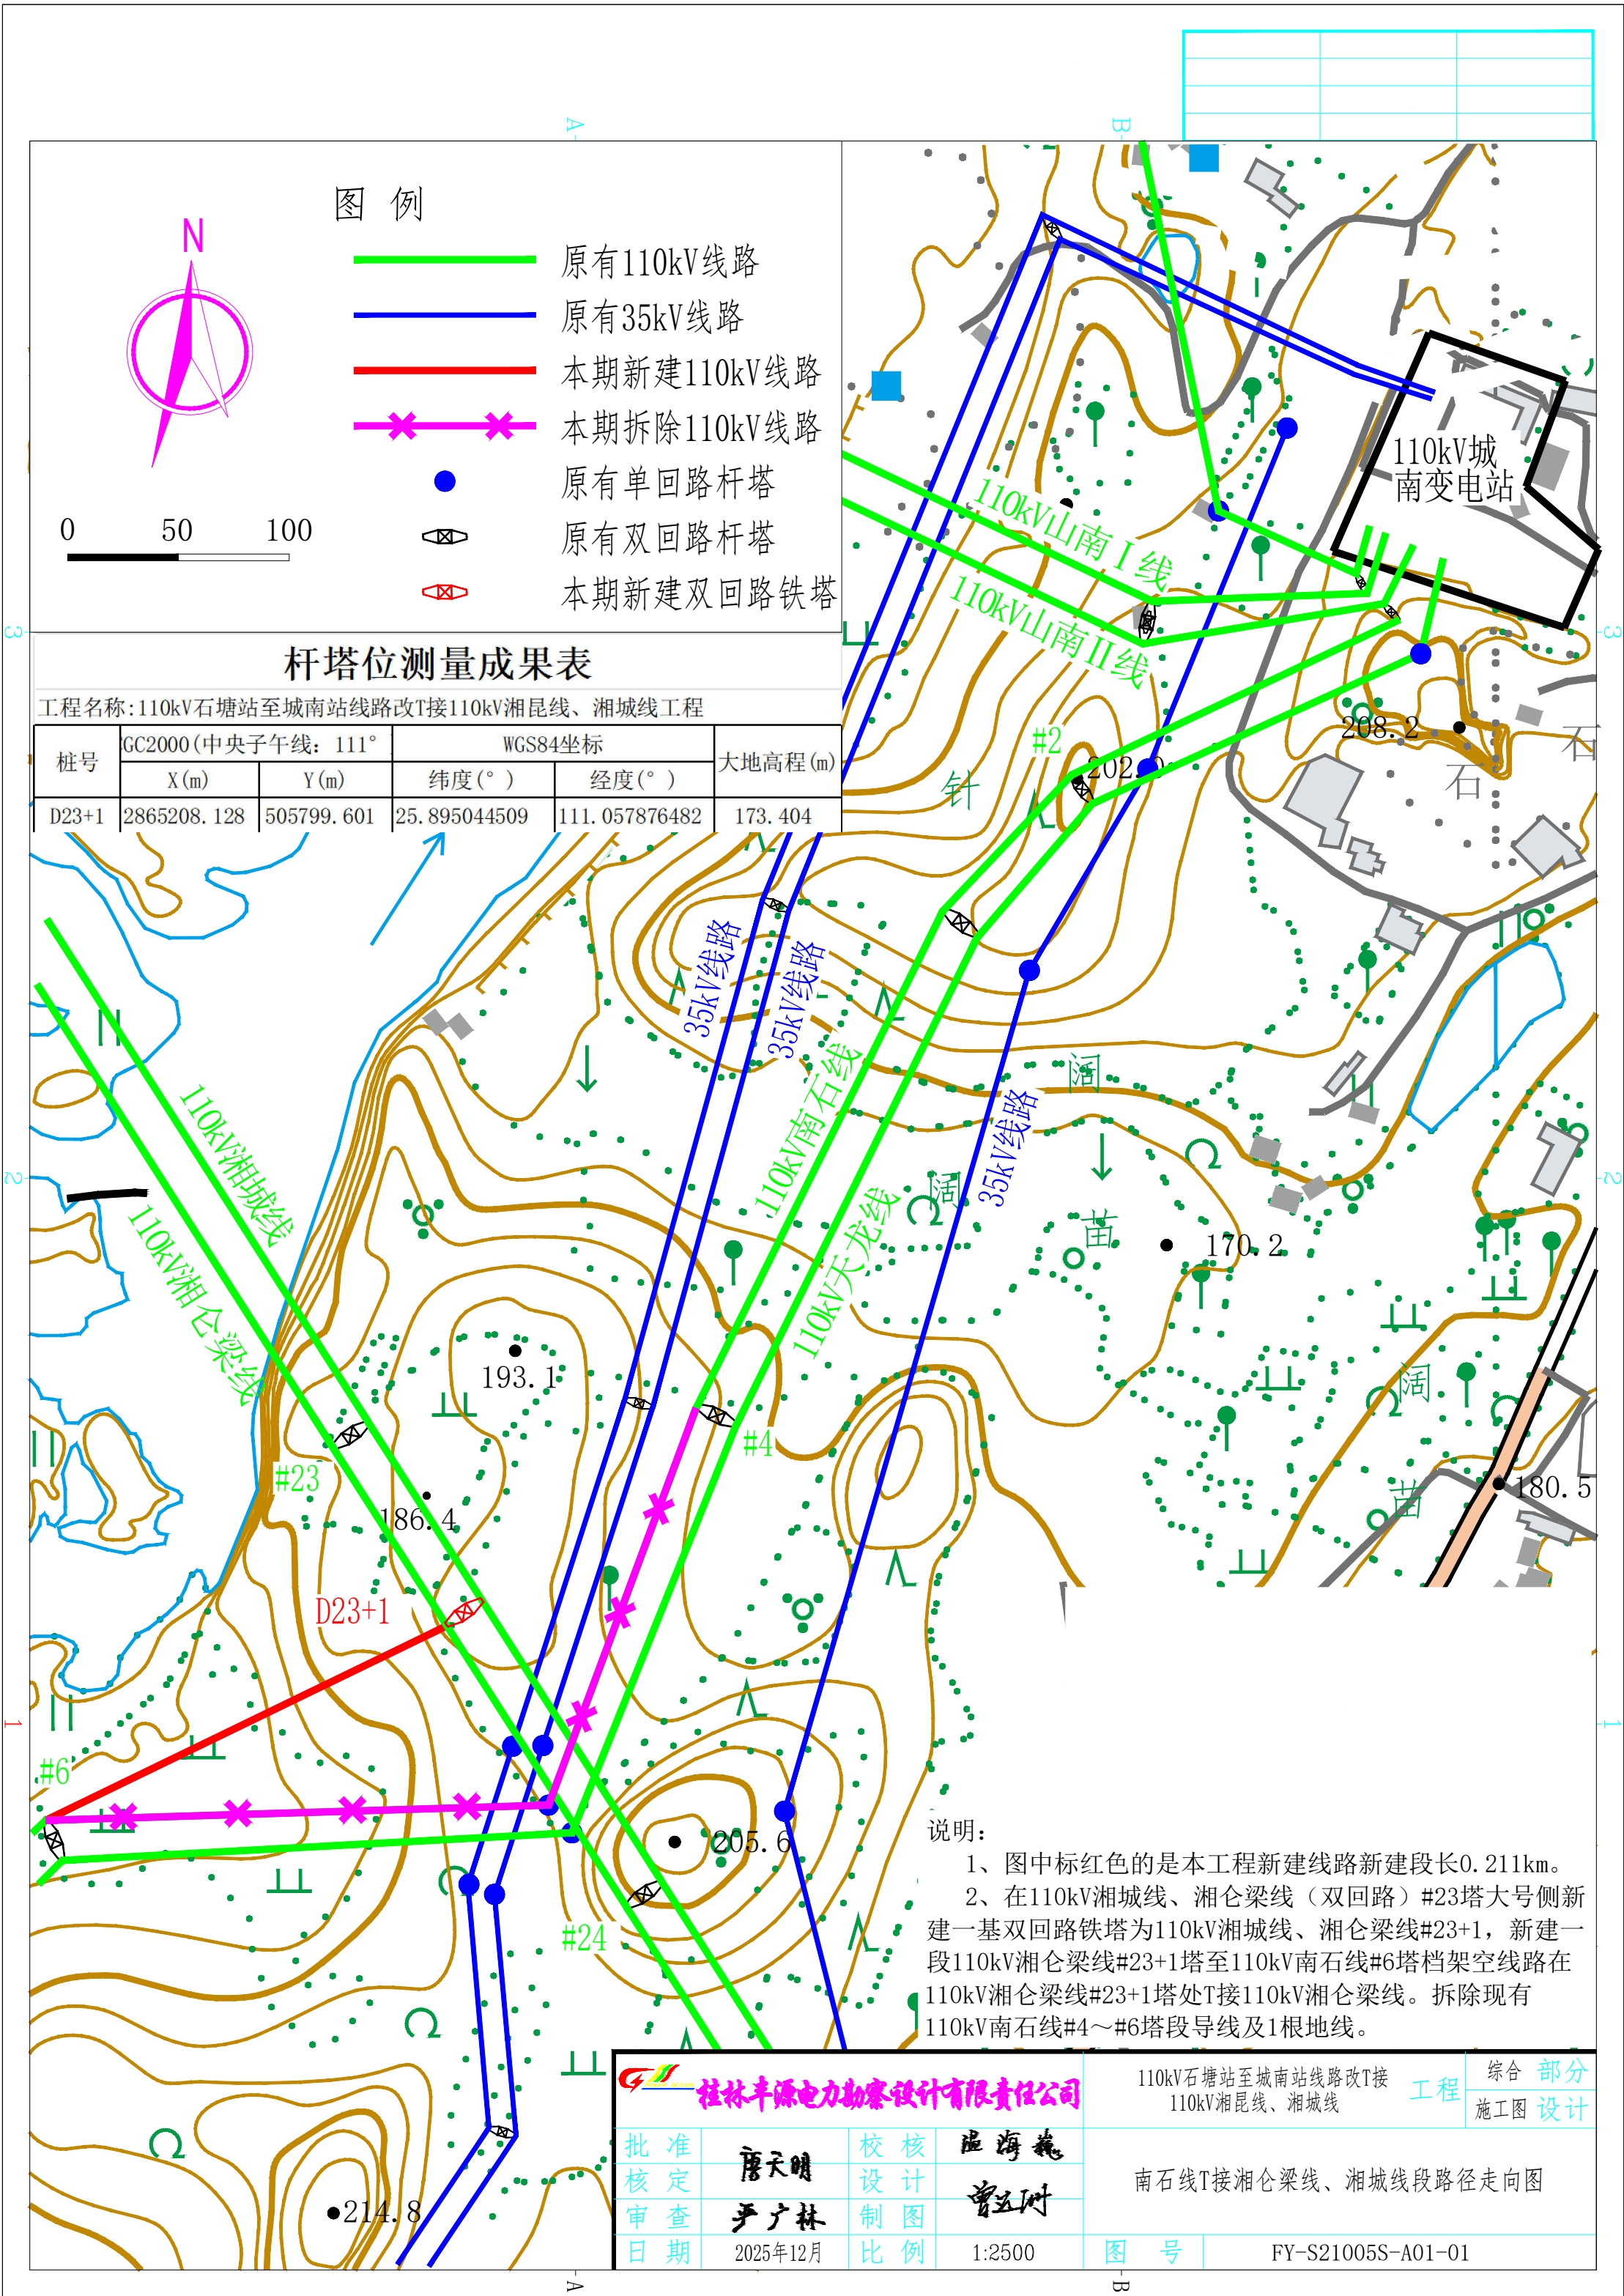 A
B
图 例
N
原有110kV线路
原有35kV线路
本期新建110kV线路
本期拆除110kV线路
原有单回路杆塔
原有双回路杆塔
本期新建双回路铁塔
0 50 100
110kV城
南变电站
110kV山南Ⅰ线
110kV山南Ⅱ线
3
3
杆塔位测量成果表
工程名称:110kV石塘站至城南站线路改T接110kV湘昆线、湘城线工程
桩号 GC2000(中央子午线: 111° WGS84坐标 大地高程(m)
X(m) Y(m) 纬度(°) 经度(°)
D23+1 2865208.128 505799.601 25.895044509 111.057876482 173.404
#2
208.2
石
石
针
35kV线路
35kV线路
110kV南石线
阔
35kV线路
110kV湘城线
110kV湘仑梁线
110kV天龙线
阔
苗
170.2
2
2
193.1
阔
#4
#23
186.4
苗
180.5
D23+1
1
1
#6
205.6
#24
说明:
1、图中标红色的是本工程新建线路新建段长0.211km。
2、在110kV湘城线、湘仑梁线（双回路）#23塔大号侧新
建一基双回路铁塔为110kV湘城线、湘仑梁线#23+1，新建一
段110kV湘仑梁线#23+1塔至110kV南石线#6塔档架空线路在
110kV湘仑梁线#23+1塔处T接110kV湘仑梁线。拆除现有
110kV南石线#4～#6塔段导线及1根地线。
214.8
桂林丰源电力勘察设计有限责任公司
110kV石塘站至城南站线路改T接
110kV湘昆线、湘城线
工程
综合 部分
施工图 设计
批 准 唐天明 校 核
核 定 设 计
审 查 严广林 制 图
南石线T接湘仑梁线、湘城线段路径走向图
日 期 2025年12月 比 例 1:2500 图 号 FY-S21005S-A01-01
A
B